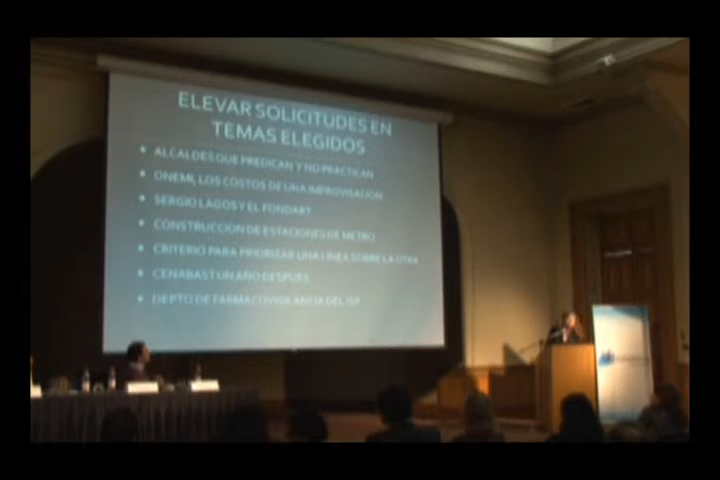 ELEVAR SOLICITUDES EN
TEMAS ELEGIDOS
• ALCALDES QUE PREDICAN Y NO PRACTICAN
• ONEMI, LOS COSTOS DE UNA IMPROVISACION
• SERGIO LAGOS Y EL FONDART
• CONSTRUCCION DE ESTACIONES DE METRO
• CRITERIO PARA PRIORIZAR UNA LINEA SOBRE LA OTRA
• CENABAST UN AÑO DESPUES
• DEPTO DE FARMACOVIGILANCIA DEL ISP